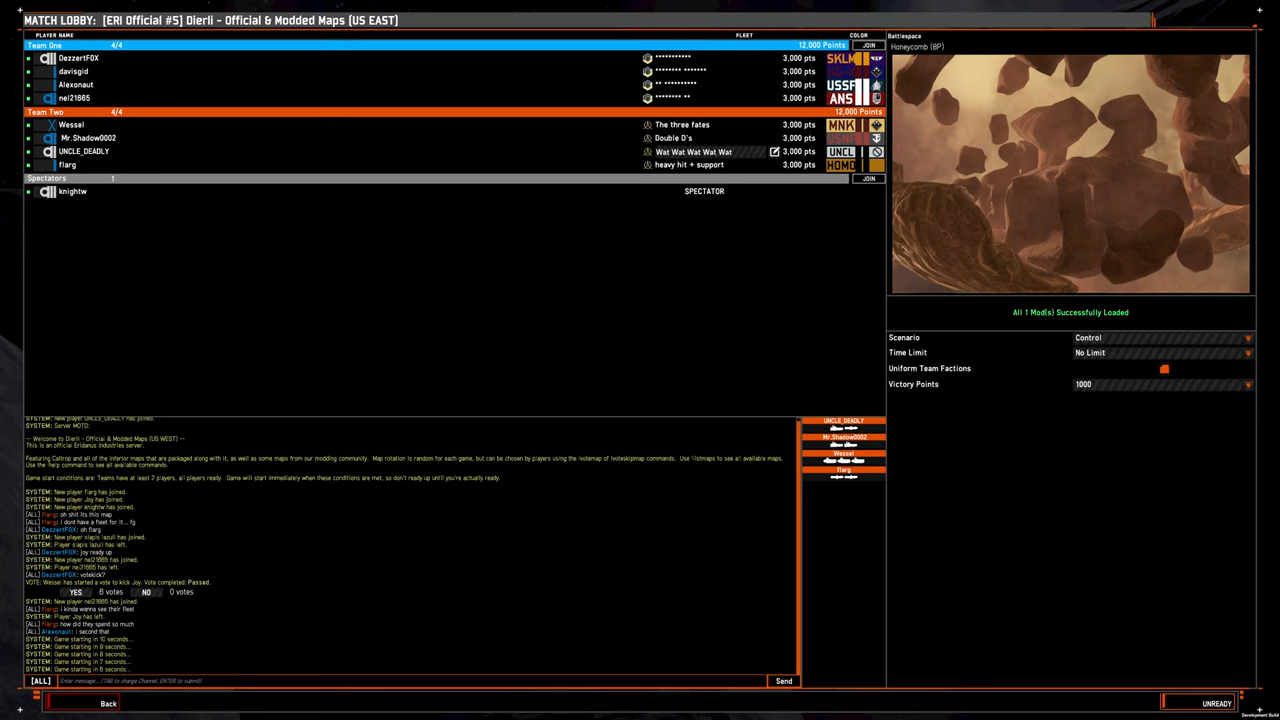 MATCH LOBBY: [ERI Official #5] Dierli - Official & Modded Maps (US EAST)
PLAYER NAME FLEET COLOR
Team One 4/4 12,000 Points JOIN
DezzertFOX *********** 3,000 pts SKLM
davisgid ******** ******* 3,000 pts
Alexonaut ** ********** 3,000 pts USSF
nel21665 ******** ** 3,000 pts ANS
Team Two 4/4 12,000 Points
Wessel The three fates 3,000 pts MNK
Mr.Shadow0002 Double D's 3,000 pts
UNCLE_DEADLY Wat Wat Wat Wat Wat 3,000 pts UNCL
flarg heavy hit + support 3,000 pts HOMO
Spectators 1 JOIN
knightw SPECTATOR
Battlespace
Honeycomb (8P)
All 1 Mod(s) Successfully Loaded
Scenario Control
Time Limit No Limit
Uniform Team Factions
Victory Points 1000
SYSTEM: New player UNCLE_DEADLY has joined.
SYSTEM: Server MOTD:
-- Welcome to Dierli - Official & Modded Maps (US WEST) --
This is an official Eridanus Industries server.
Featuring Caltrop and all of the inferior maps that are packaged along with it, as well as some maps from our modding community. Map rotation is random for each game, but can be chosen by players using the !votemap of !voteskipmap commands. Use !listmaps to see all available maps.
Use the !help command to see all available commands.
Game start conditions are: Teams have at least 2 players, all players ready. Game will start immediately when these conditions are met, so don't ready up until you're actually ready.
SYSTEM: New player flarg has joined.
SYSTEM: New player Joy has joined.
SYSTEM: New player knightw has joined.
[ALL] flarg: oh shit its this map
[ALL] flarg: I dont have a fleet for it... fg
[ALL] DezzertFOX: oh flarg
SYSTEM: New player slapis lazuli has joined.
SYSTEM: Player slapis lazuli has left.
[ALL] DezzertFOX: joy ready up
SYSTEM: New player nel21665 has joined.
SYSTEM: Player nel21665 has left.
[ALL] DezzertFOX: votekick?
VOTE: Wessel has started a vote to kick Joy. Vote completed: Passed.
YES 6 votes NO 0 votes
SYSTEM: New player nel21665 has joined.
[ALL] flarg: I kinda wanna see their fleet
SYSTEM: Player Joy has left.
[ALL] flarg: how did they spend so much
[ALL] Alexonaut: I second that
SYSTEM: Game starting in 10 seconds...
SYSTEM: Game starting in 9 seconds...
SYSTEM: Game starting in 8 seconds...
SYSTEM: Game starting in 7 seconds...
SYSTEM: Game starting in 6 seconds...
UNCLE_DEADLY
Mr.Shadow0002
Wessel
flarg
[ALL] Enter message... (TAB to change Channel, ENTER to submit) Send
Back UNREADY
Development Build